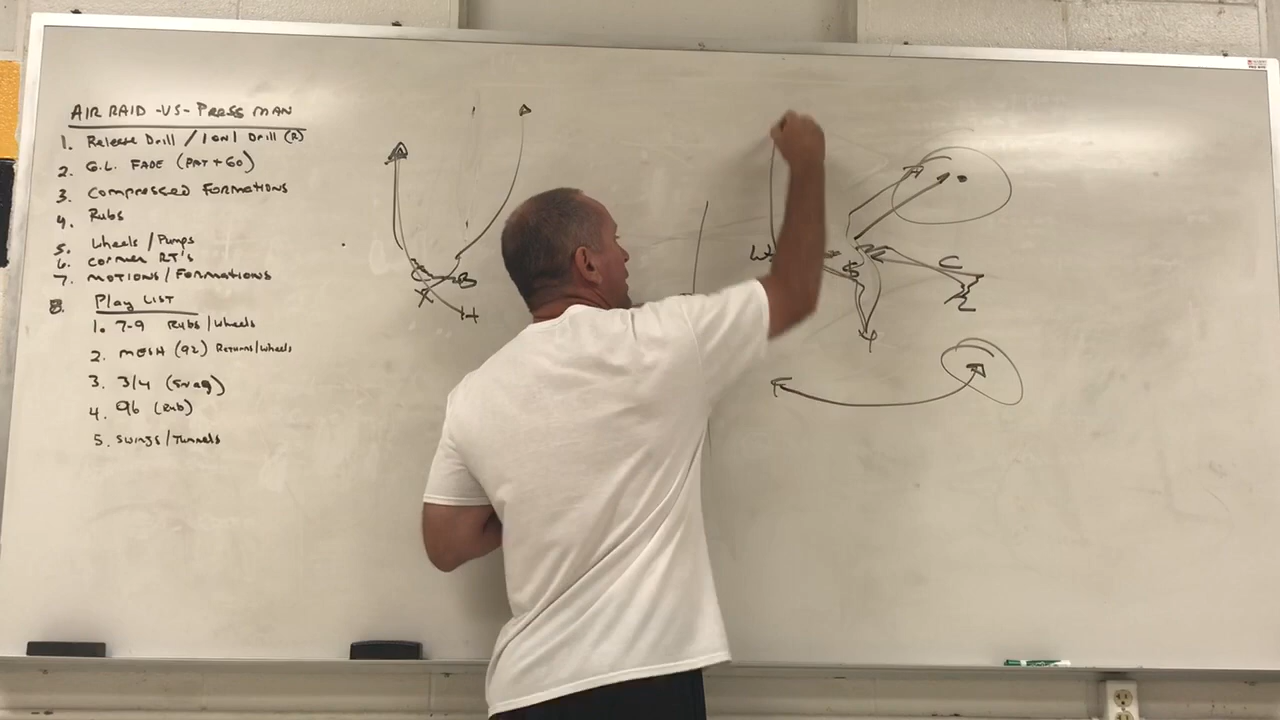 AIR RAID -VS- PRESS MAN
1. Release Drill / 1 on 1 Drill (R)
2. G.L. FADE (PAT + GO)
3. COMPRESSED FORMATIONS
4. Rubs
5. Wheels / Pumps
6. CORNER RT'S
7. MOTIONS / FORMATIONS
8. Play LIST
1. 7-9 Rubs / Wheels
2. MESH (92) Returns/Wheels
3. 3/4 (Snag)
4. 96 (Rub)
5. Swings / Tunnels
C B
X H
W
S C
F